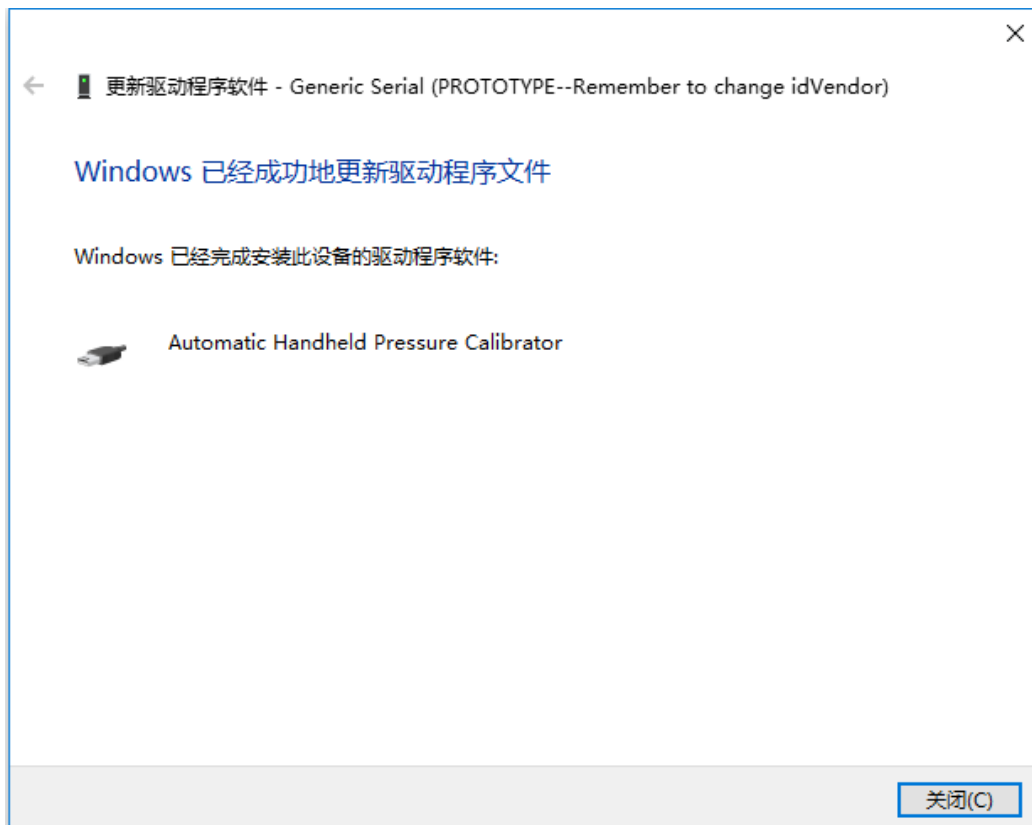 更新驱动程序软件 - Generic Serial (PROTOTYPE--Remember to change idVendor)
Windows 已经成功地更新驱动程序文件
Windows 已经完成安装此设备的驱动程序软件:
Automatic Handheld Pressure Calibrator
关闭(C)